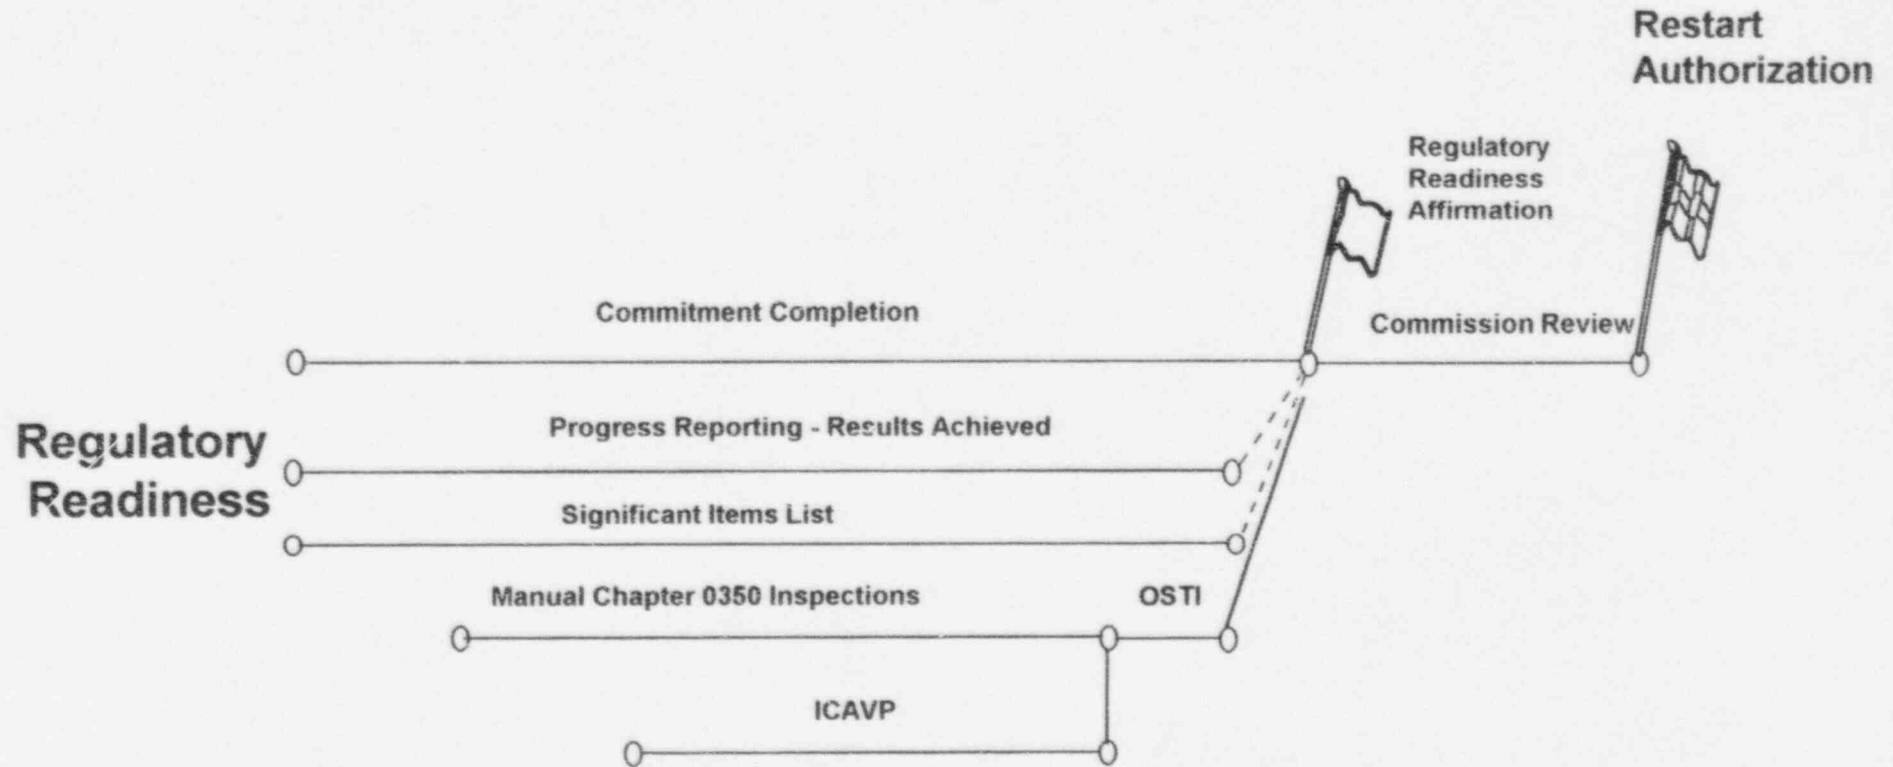 Restart
Authorization
Regulatory
Readiness
Affirmation
Commitment Completion
Commission Review
Progress Reporting - Results Achieved
Regulatory
Readiness
Significant Items List
Manual Chapter 0350 Inspections
OSTI
ICAVP